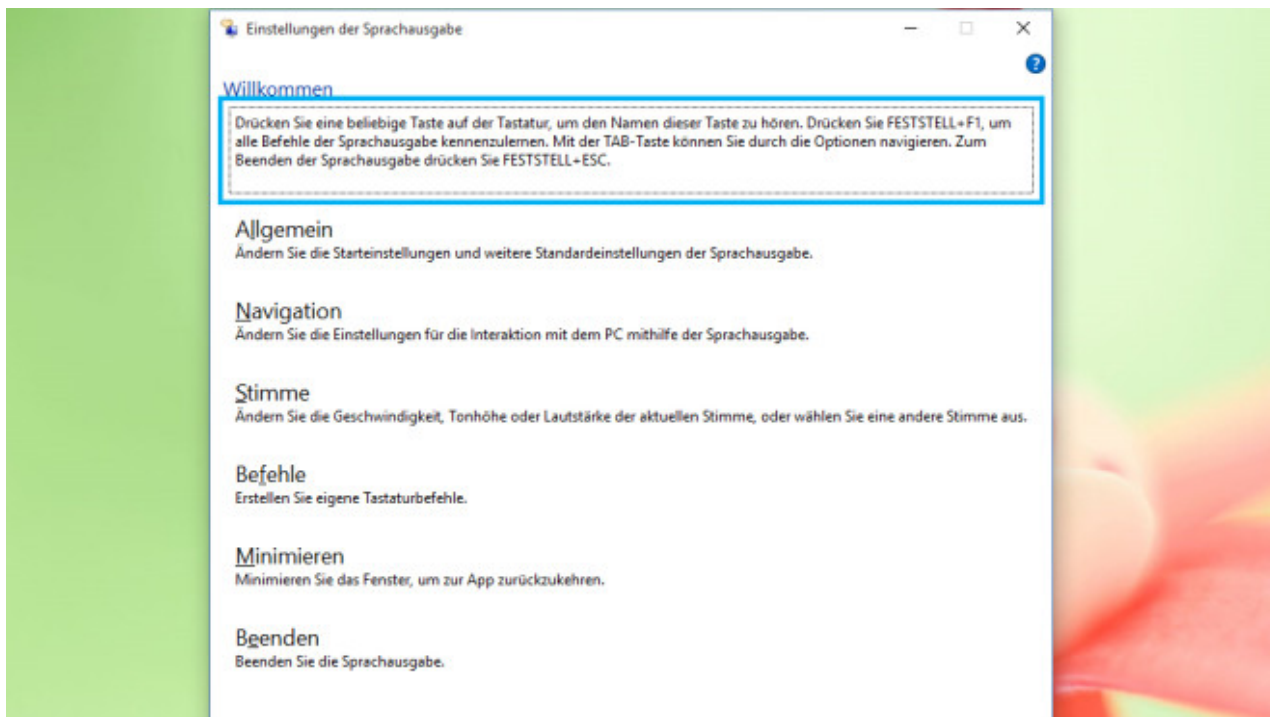 Einstellungen der Sprachausgabe
?
Willkommen
Drücken Sie eine beliebige Taste auf der Tastatur, um den Namen dieser Taste zu hören. Drücken Sie FESTSTELL+F1, um
alle Befehle der Sprachausgabe kennenzulernen. Mit der TAB-Taste können Sie durch die Optionen navigieren. Zum
Beenden der Sprachausgabe drücken Sie FESTSTELL+ESC.
Allgemein
Ändern Sie die Starteinstellungen und weitere Standardeinstellungen der Sprachausgabe.
Navigation
Ändern Sie die Einstellungen für die Interaktion mit dem PC mithilfe der Sprachausgabe.
Stimme
Ändern Sie die Geschwindigkeit, Tonhöhe oder Lautstärke der aktuellen Stimme, oder wählen Sie eine andere Stimme aus.
Befehle
Erstellen Sie eigene Tastaturbefehle.
Minimieren
Minimieren Sie das Fenster, um zur App zurückzukehren.
Beenden
Beenden Sie die Sprachausgabe.